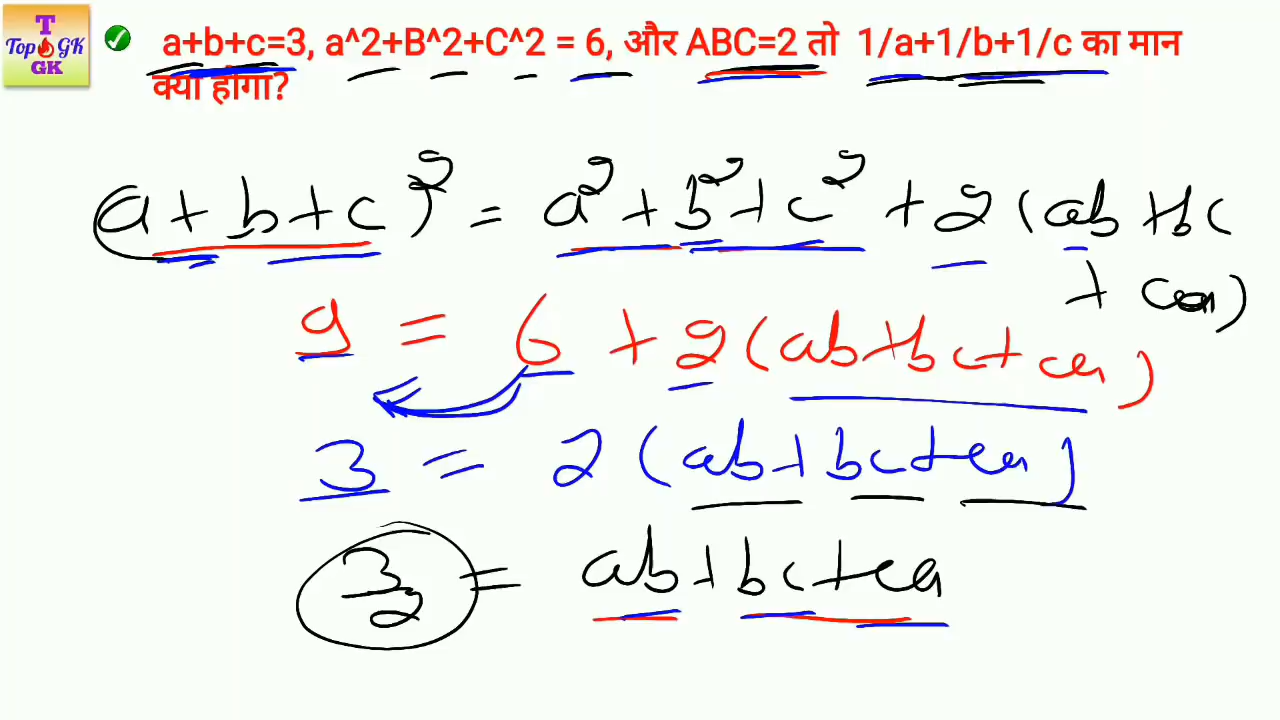 T
Top GK
GK
a+b+c=3, a^2+B^2+C^2 = 6, और ABC=2 तो 1/a+1/b+1/c का मान
क्या होगा?
(a+b+c)² = a²+b²+c²+2(ab+bc
+ca)
9 = 6+2(ab+bc+ca)
3 = 2(ab+bc+ca)
3/2 = ab+bc+ca